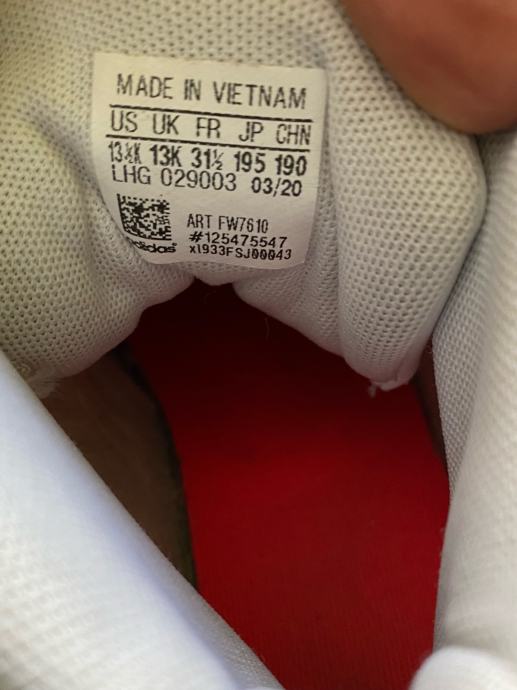 MADE IN VIETNAM
US UK FR JP CHN
13½K 13K 31½ 195 190
LHG 029003 03/20
ART FW7610
#125475547
adidas x1933FSJ00043